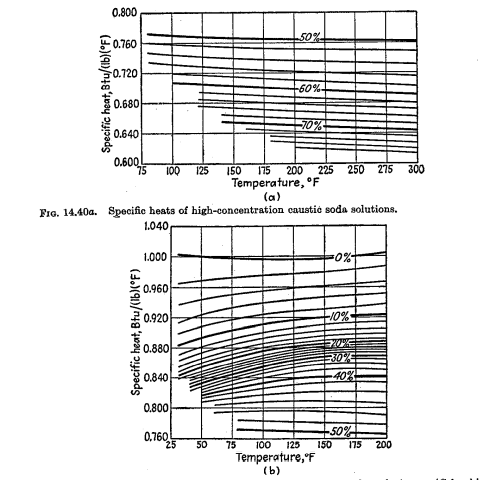 0.800
0.760
0.720
0.680
0.640
0.600
Specific heat, Btu/(lb)(°F)
50%
60%
70%
75 100 125 150 175 200 225 250 275 300
Temperature, °F
(a)
FIG. 14.40a. Specific heats of high-concentration caustic soda solutions.
1.040
1.000
0.960
0.920
0.880
0.840
0.800
0.760
Specific heat, Btu/(lb)(°F)
0%
10%
20%
30%
40%
50%
25 50 75 100 125 150 175 200
Temperature, °F
(b)